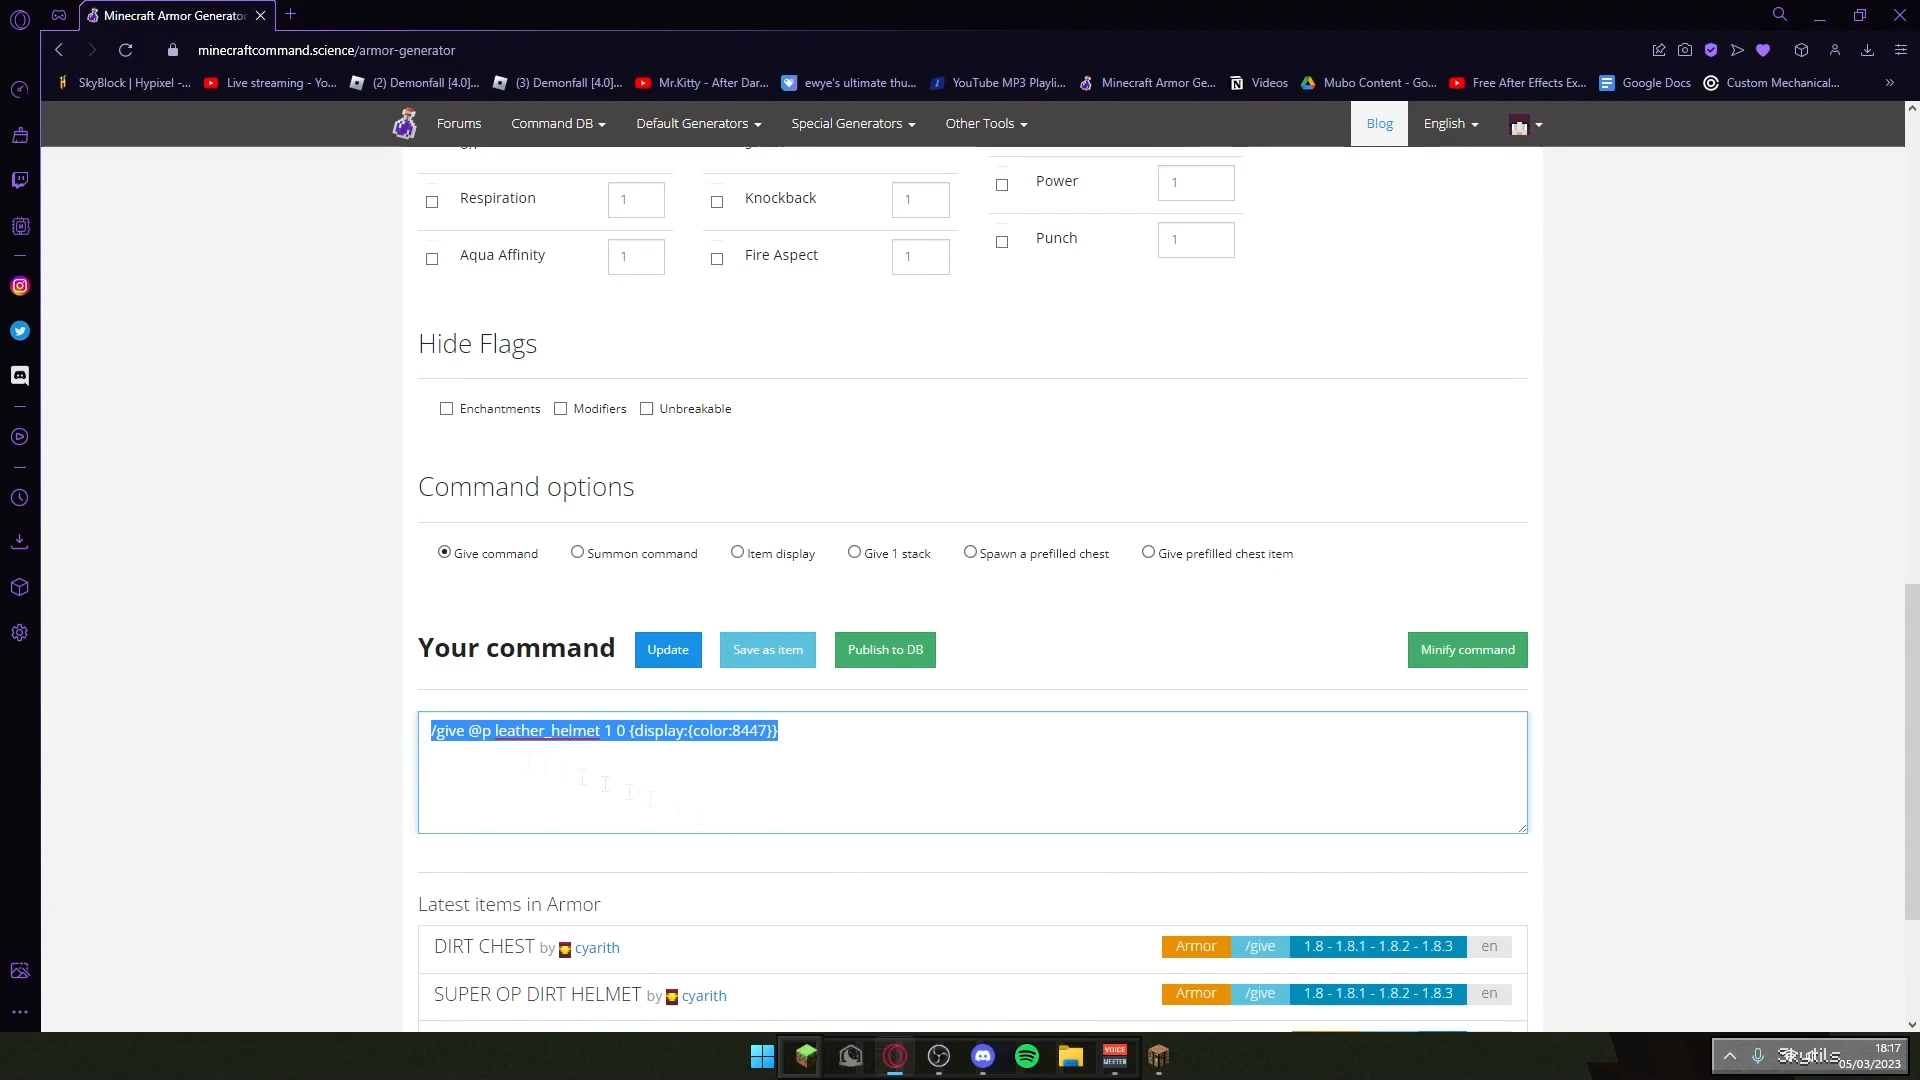 Minecraft Armor Generator
minecraftcommand.science/armor-generator
SkyBlock | Hypixel -... Live streaming - Yo... (2) Demonfall [4.0]... (3) Demonfall [4.0]... Mr.Kitty - After Dar... ewye's ultimate thu... YouTube MP3 Playli... Minecraft Armor Ge... Videos Mubo Content - Go... Free After Effects Ex... Google Docs Custom Mechanical...
Forums Command DB Default Generators Special Generators Other Tools Blog English
Power 1
Respiration 1 Knockback 1
Punch 1
Aqua Affinity 1 Fire Aspect 1
Hide Flags
Enchantments Modifiers Unbreakable
Command options
Give command Summon command Item display Give 1 stack Spawn a prefilled chest Give prefilled chest item
Your command Update Save as item Publish to DB Minify command
/give @p leather_helmet 1 0 {display:{color:8447}}
Latest items in Armor
DIRT CHEST by cyarith Armor /give 1.8 - 1.8.1 - 1.8.2 - 1.8.3 en
SUPER OP DIRT HELMET by cyarith Armor /give 1.8 - 1.8.1 - 1.8.2 - 1.8.3 en
VOICE
MEETER
18:17
05/03/2023